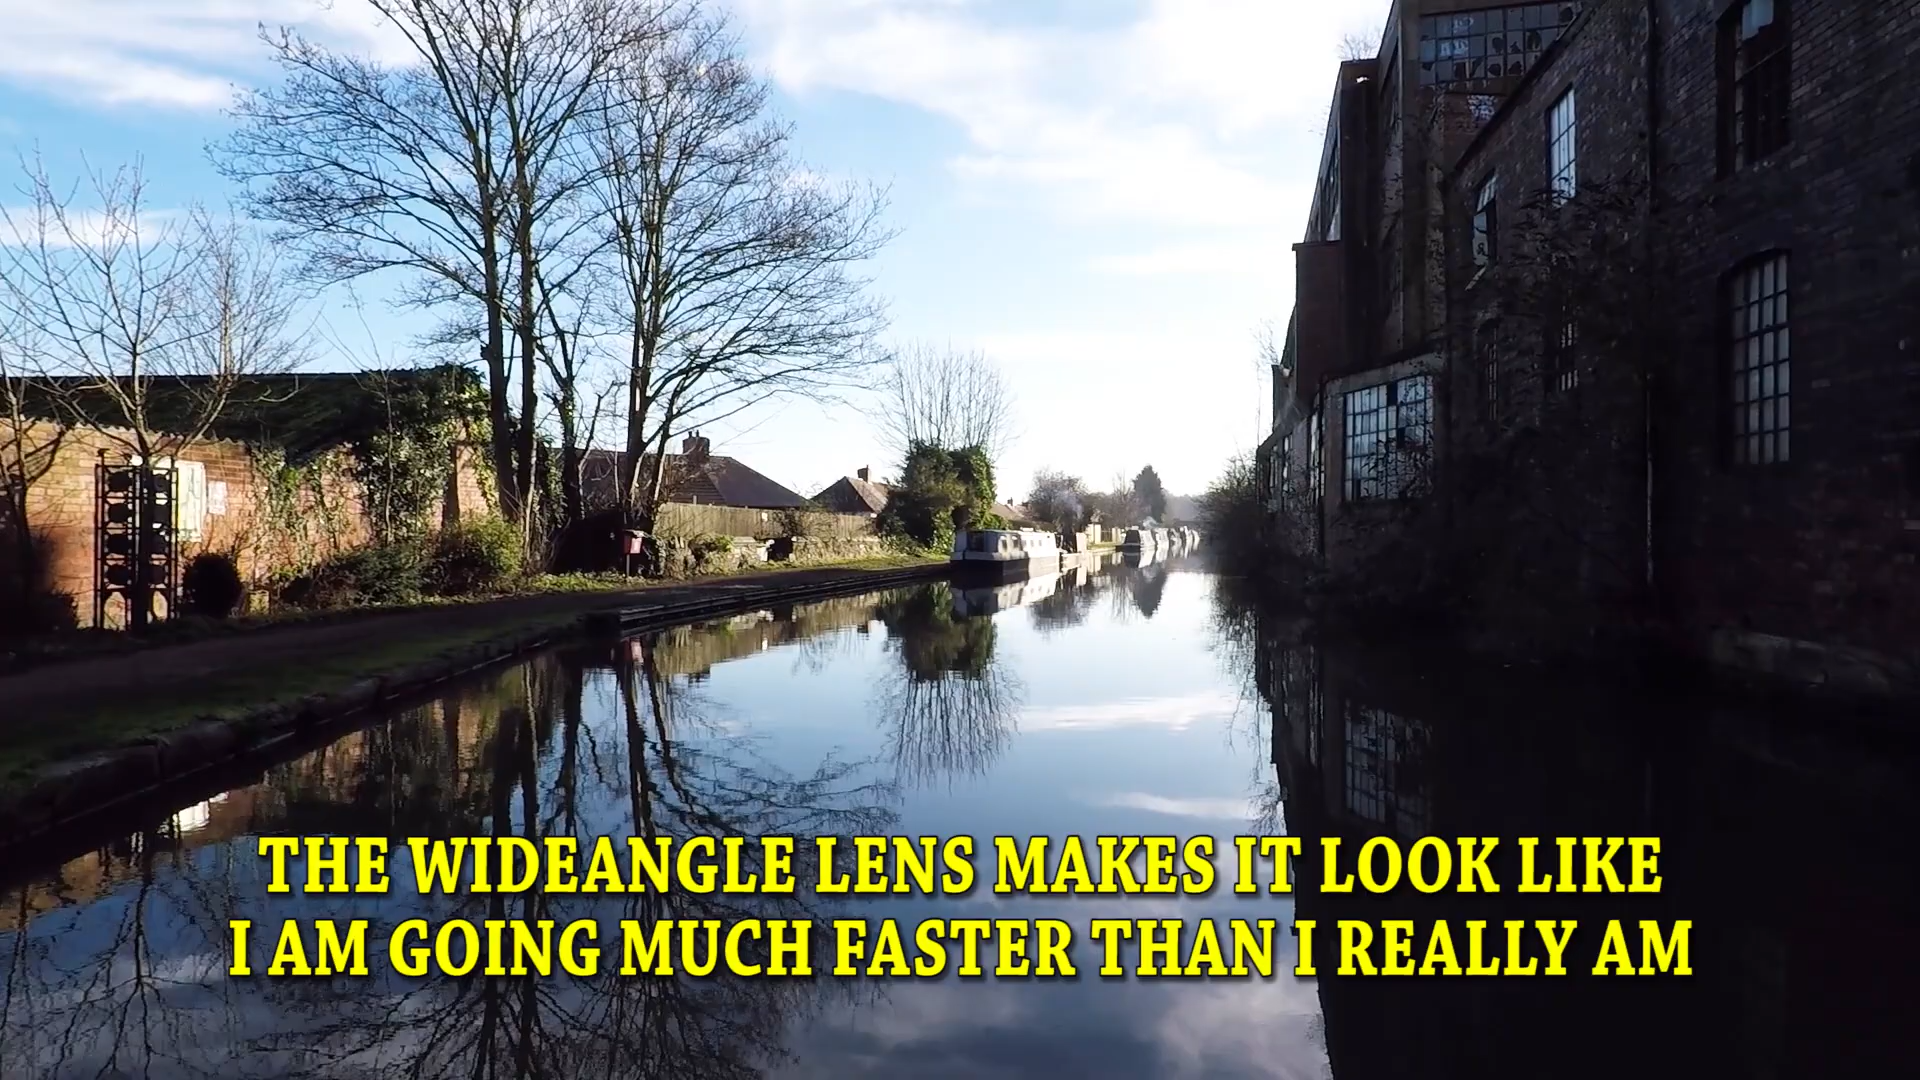 THE WIDEANGLE LENS MAKES IT LOOK LIKE
I AM GOING MUCH FASTER THAN I REALLY AM